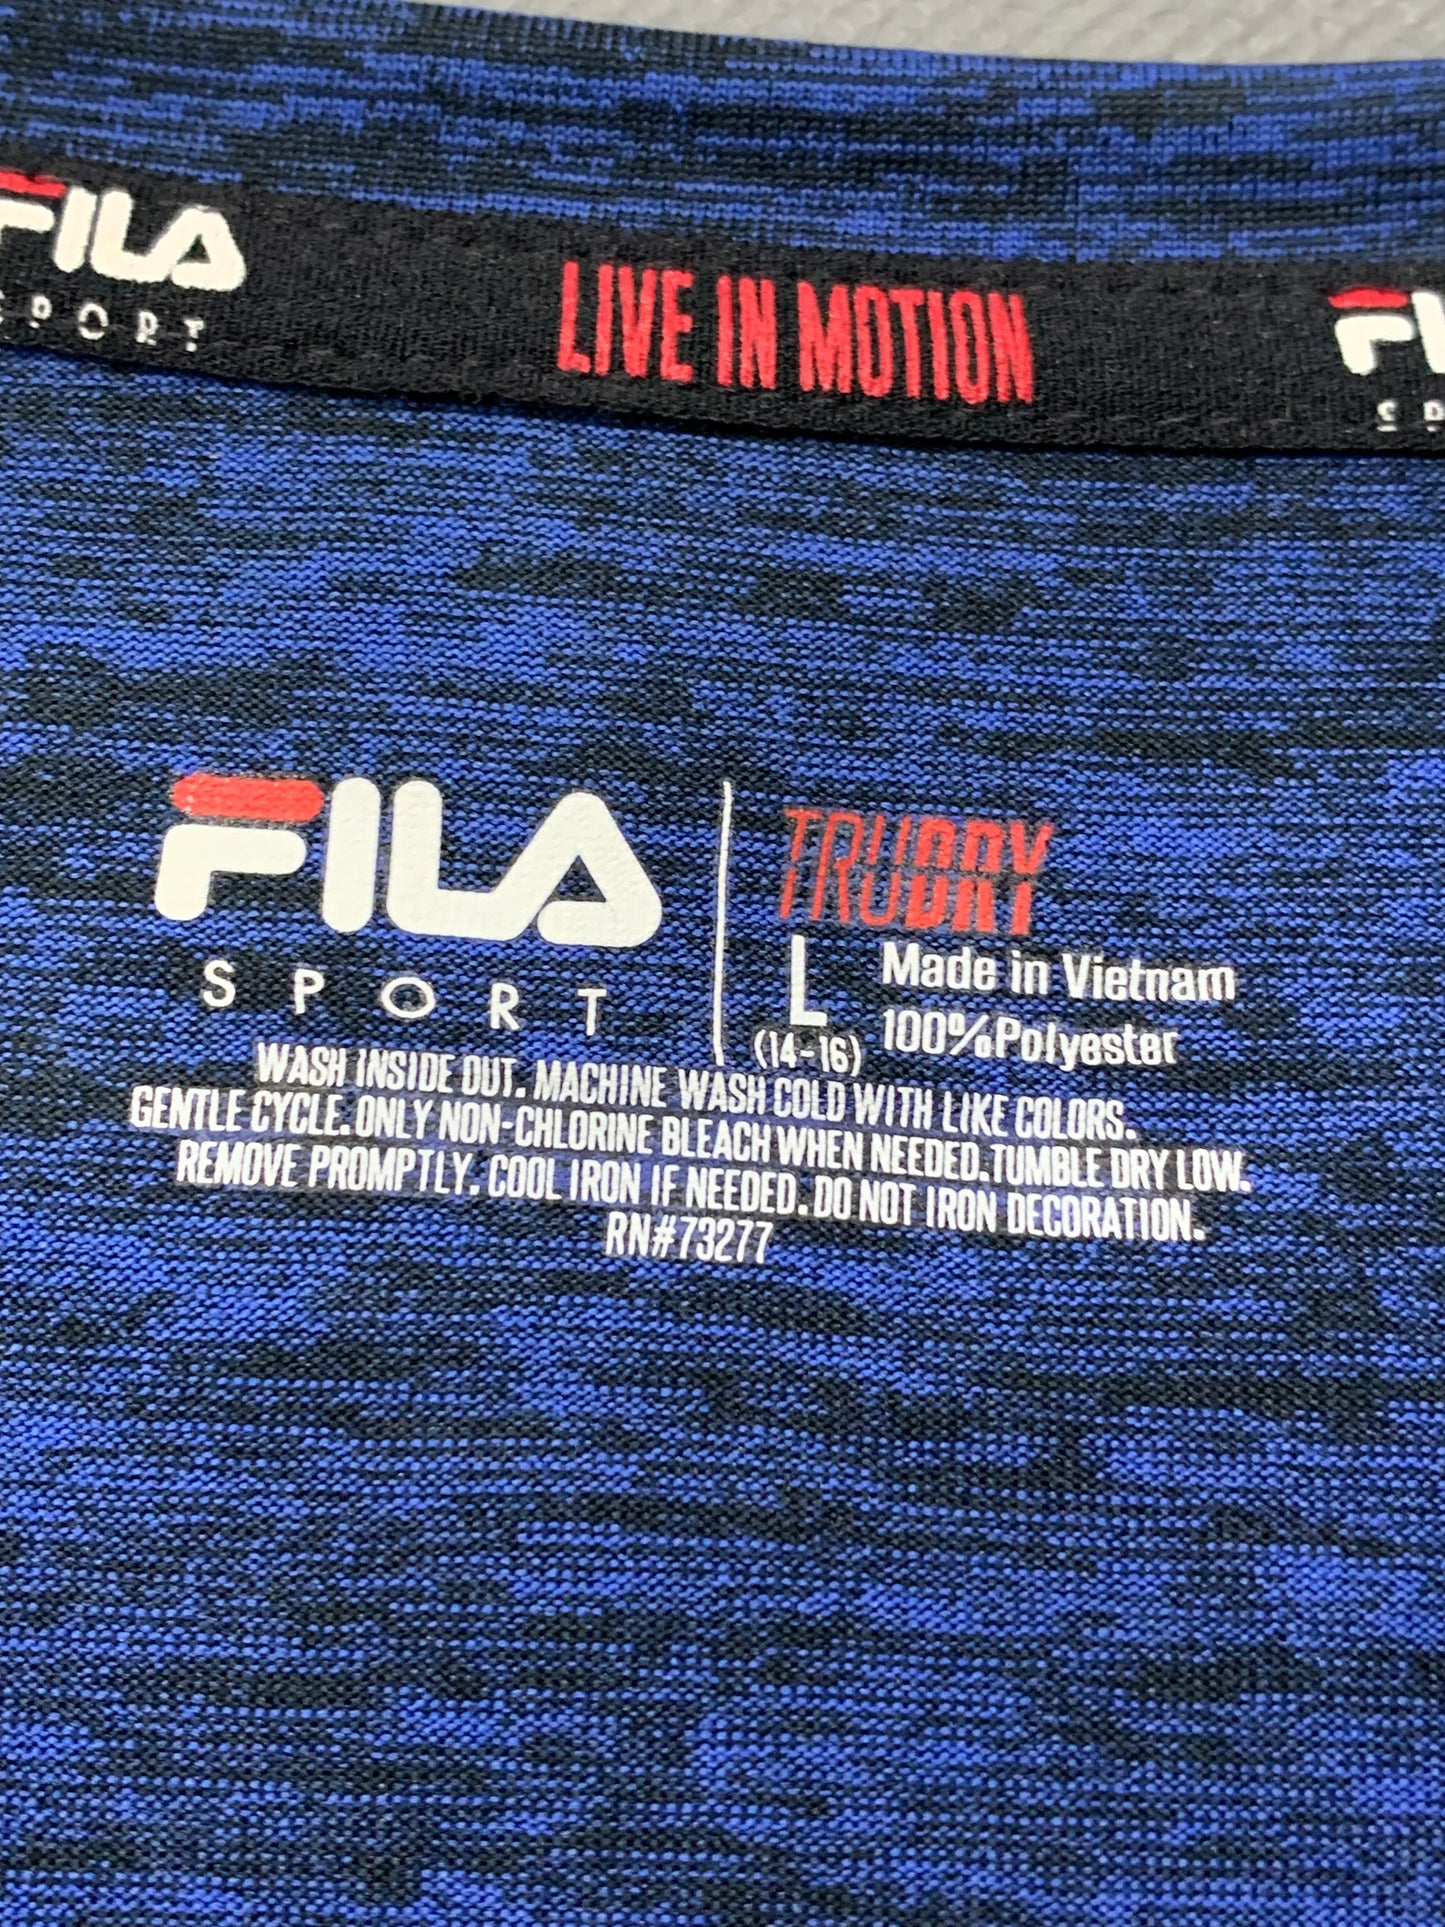 FILA LIVE IN MOTION
SPORT
FILA TRUDRY
SPORT L Made in Vietnam
(14-16) 100%Polyester
WASH INSIDE OUT. MACHINE WASH COLD WITH LIKE COLORS.
GENTLE CYCLE. ONLY NON-CHLORINE BLEACH WHEN NEEDED. TUMBLE DRY LOW.
REMOVE PROMPTLY. COOL IRON IF NEEDED. DO NOT IRON DECORATION.
RN#73277